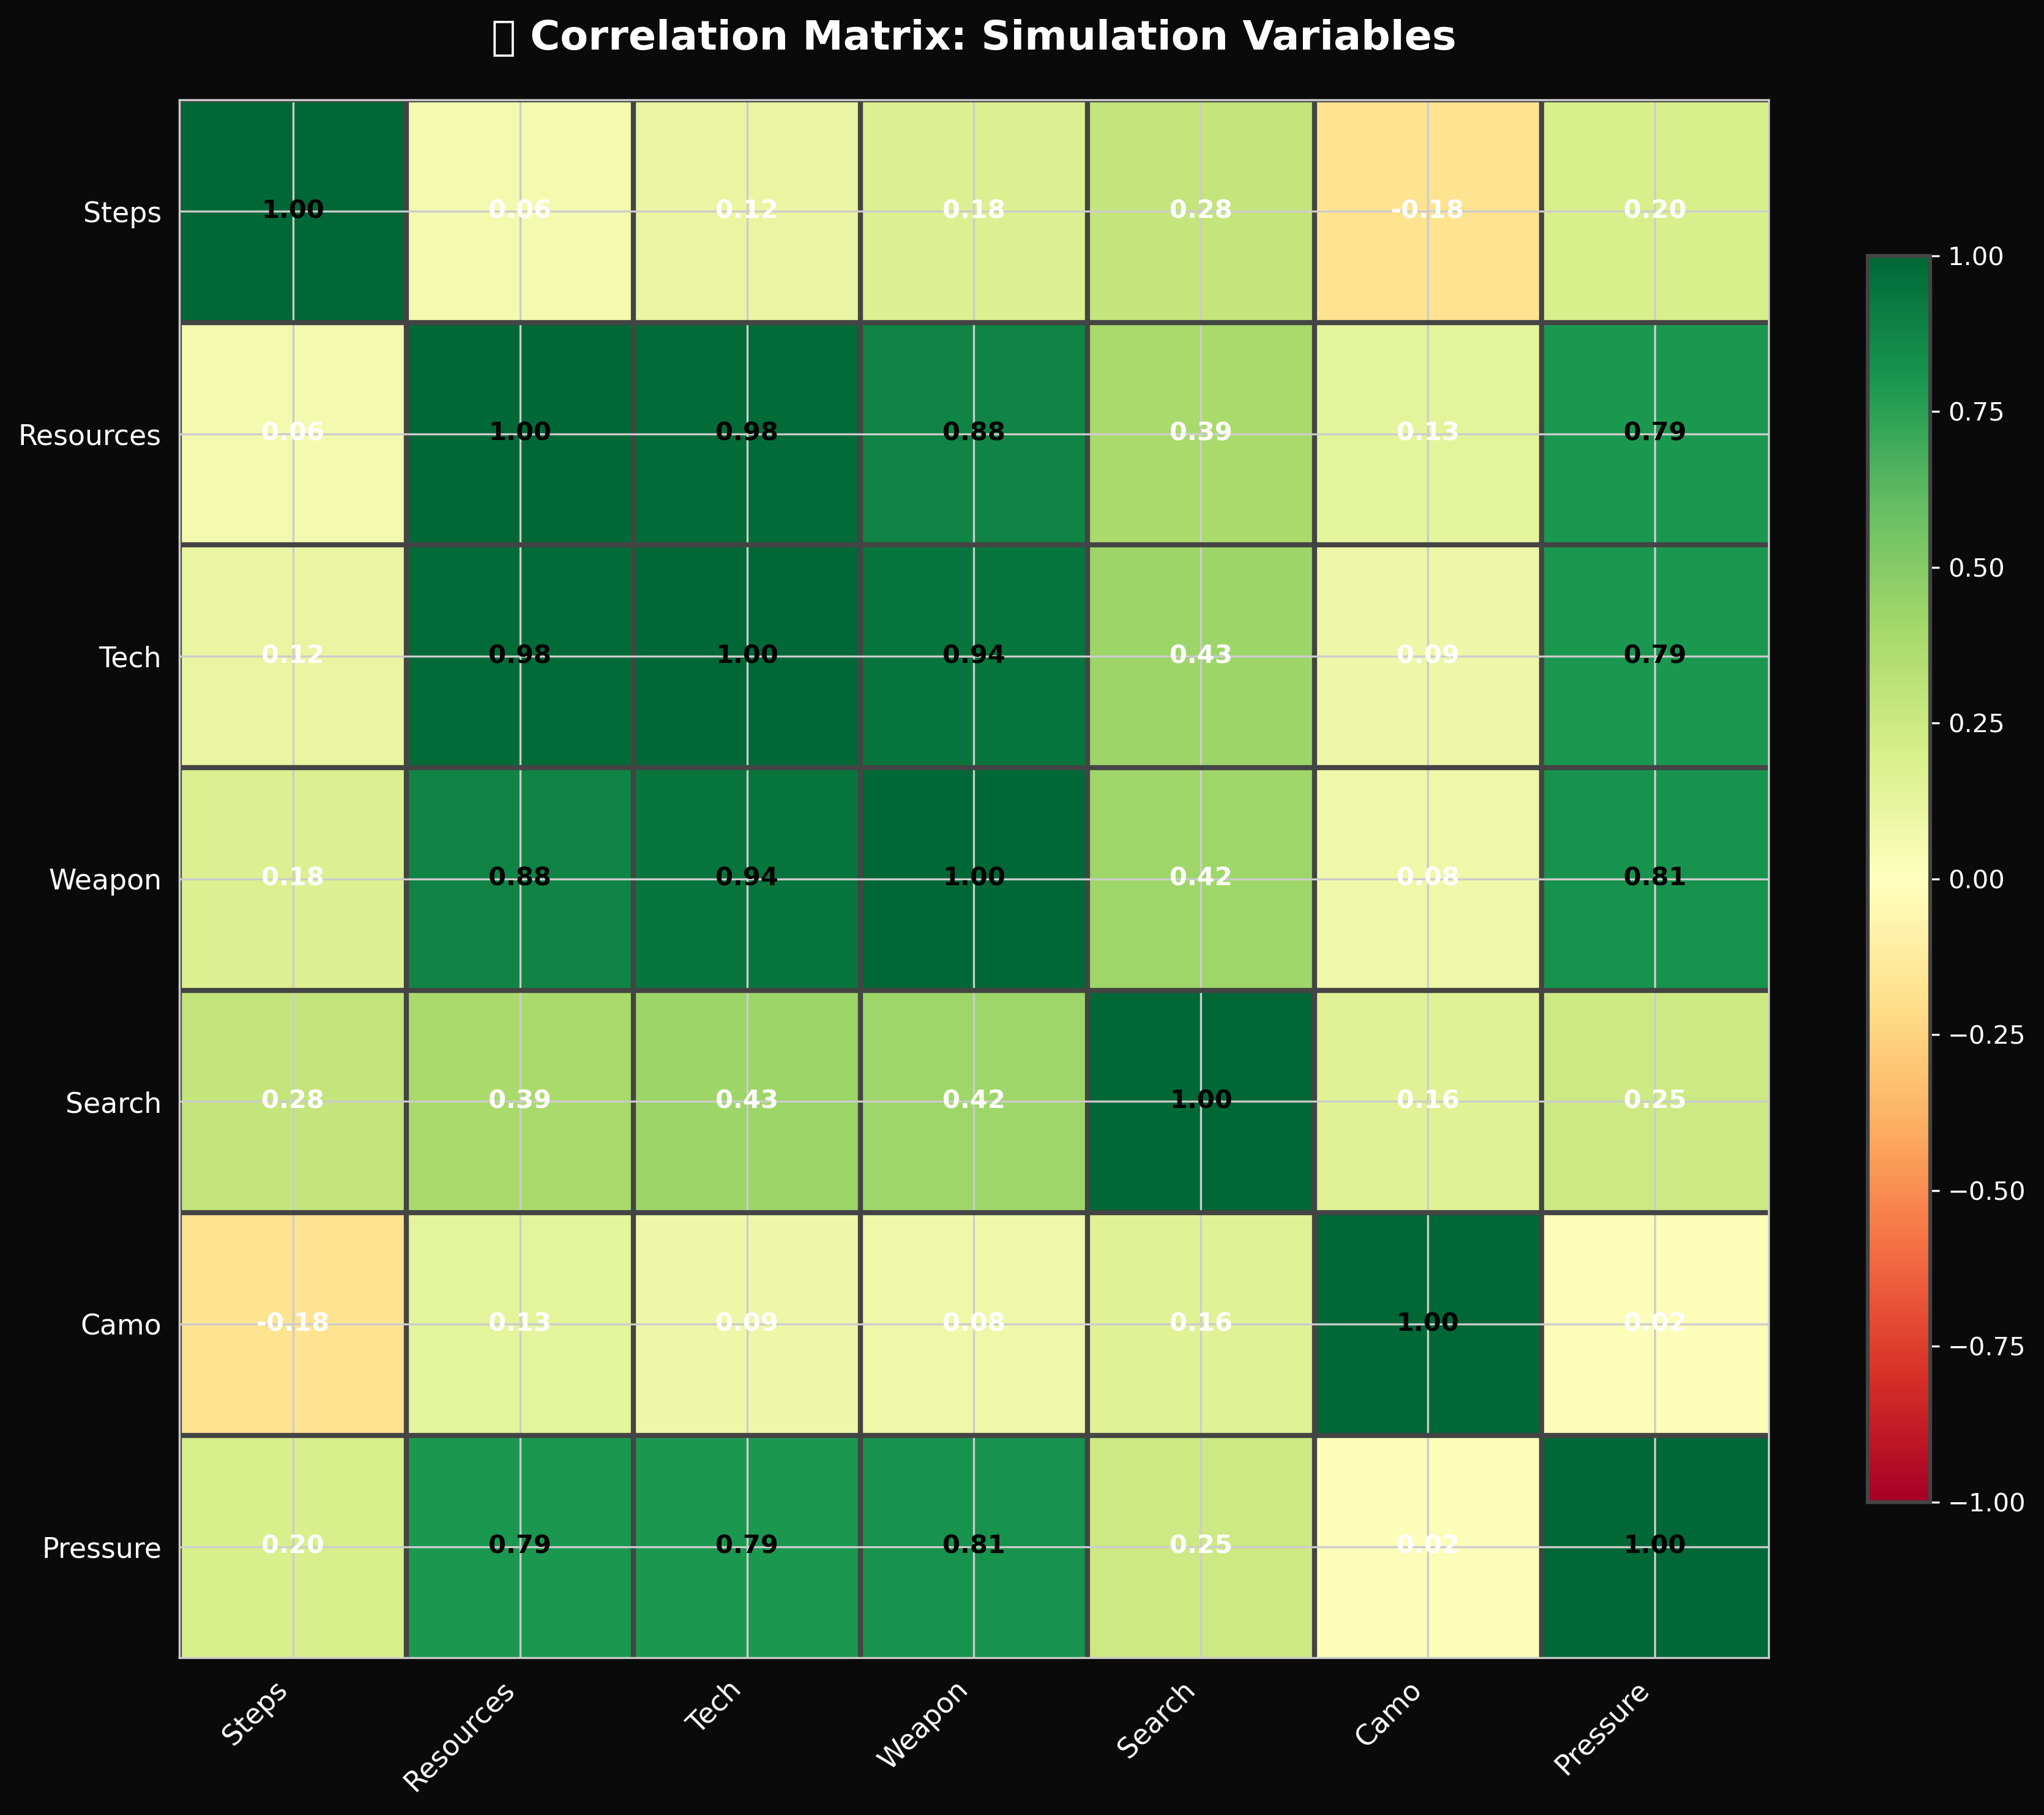 Correlation Matrix: Simulation Variables
Steps 1.00 0.06 0.12 0.18 0.28 -0.18 0.20
Resources 0.06 1.00 0.98 0.88 0.39 0.13 0.79
Tech 0.12 0.98 1.00 0.94 0.43 0.09 0.79
Weapon 0.18 0.88 0.94 1.00 0.42 0.08 0.81
Search 0.28 0.39 0.43 0.42 1.00 0.16 0.25
Camo -0.18 0.13 0.09 0.08 0.16 1.00 0.02
Pressure 0.20 0.79 0.79 0.81 0.25 0.02 1.00
Steps Resources Tech Weapon Search Camo Pressure
1.00
0.75
0.50
0.25
0.00
−0.25
−0.50
−0.75
−1.00